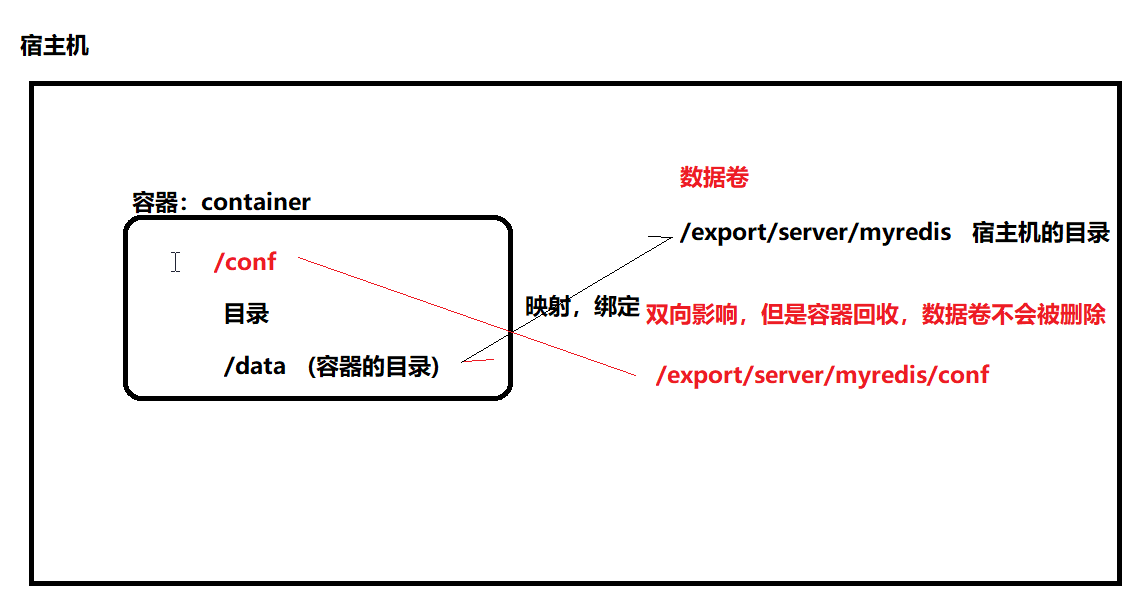 宿主机
容器：container
/conf
目录
/data （容器的目录)
映射，绑定
数据卷
/export/server/myredis 宿主机的目录
双向影响，但是容器回收，数据卷不会被删除
/export/server/myredis/conf